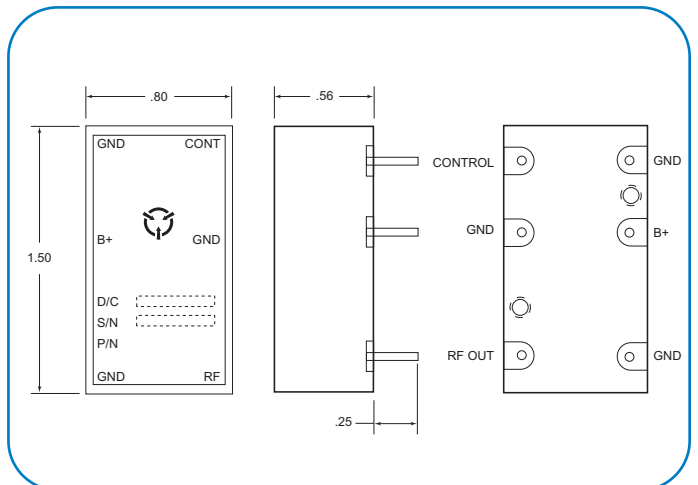 .80
.56
GND CONT
CONTROL
GND
B+
GND
GND
B+
1.50
D/C
S/N
P/N
GND RF
RF OUT
GND
.25